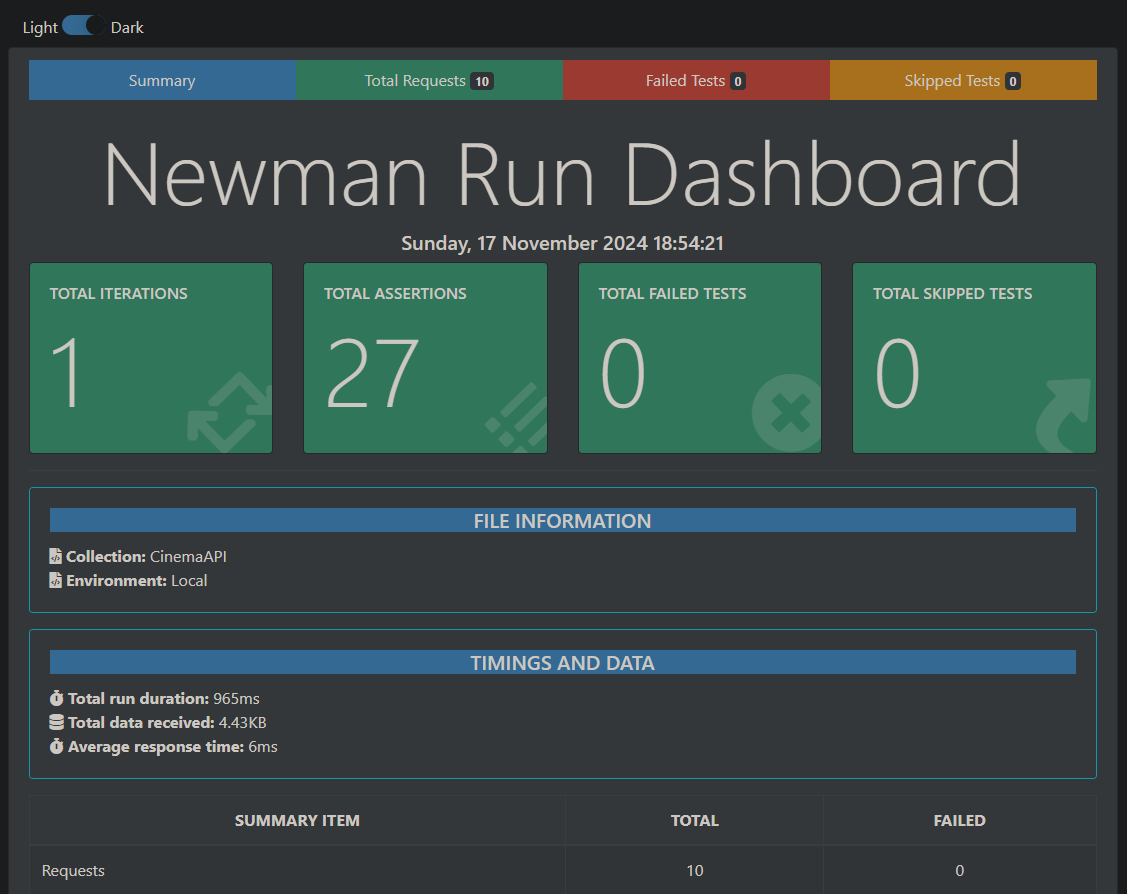 Light Dark
Summary Total Requests 10 Failed Tests 0 Skipped Tests 0
Newman Run Dashboard
Sunday, 17 November 2024 18:54:21
TOTAL ITERATIONS TOTAL ASSERTIONS TOTAL FAILED TESTS TOTAL SKIPPED TESTS
1 27 0 0
FILE INFORMATION
Collection: CinemaAPI
Environment: Local
TIMINGS AND DATA
Total run duration: 965ms
Total data received: 4.43KB
Average response time: 6ms
SUMMARY ITEM TOTAL FAILED
Requests 10 0